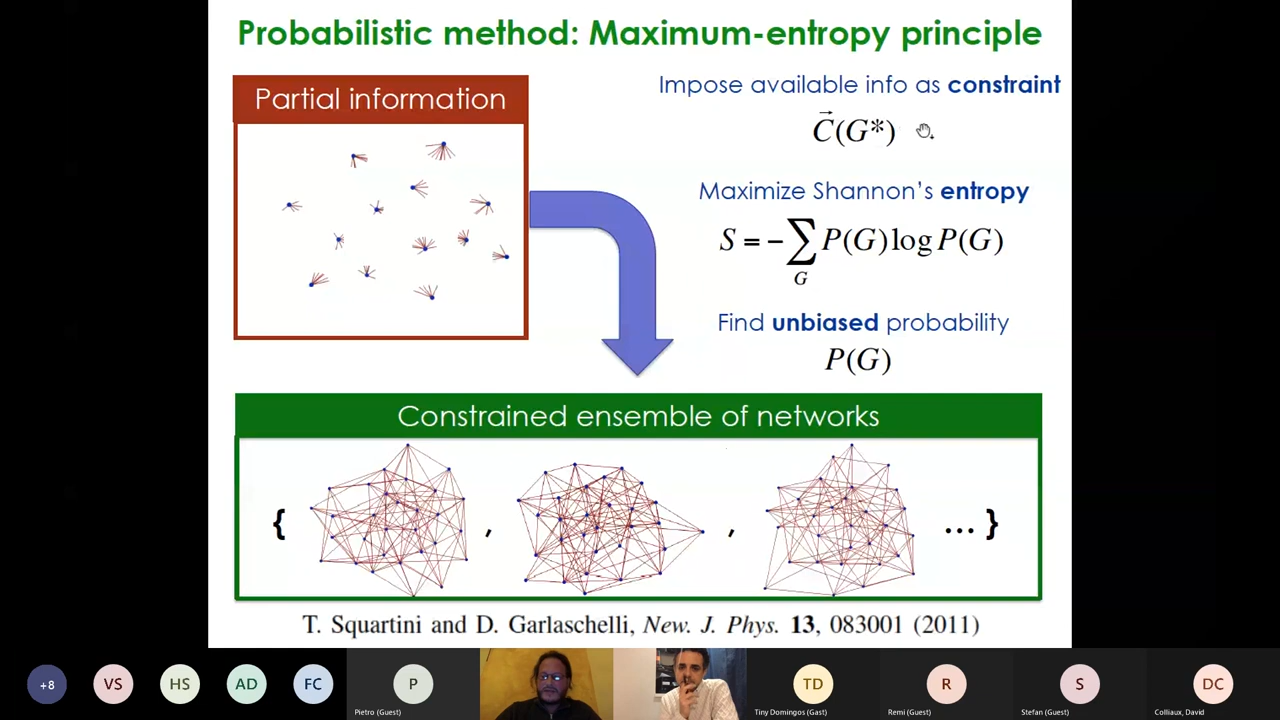 Probabilistic method: Maximum-entropy principle
Partial information
Impose available info as constraint
C⃗(G*)
Maximize Shannon's entropy
S = -∑ P(G) log P(G)
G
Find unbiased probability
P(G)
Constrained ensemble of networks
{ , , ... }
T. Squartini and D. Garlaschelli, New. J. Phys. 13, 083001 (2011)
+8 VS HS AD FC P TD R S DC
Pietro (Guest) Tiny Domingos (Gast) Remi (Guest) Stefan (Guest) Colliaux, David